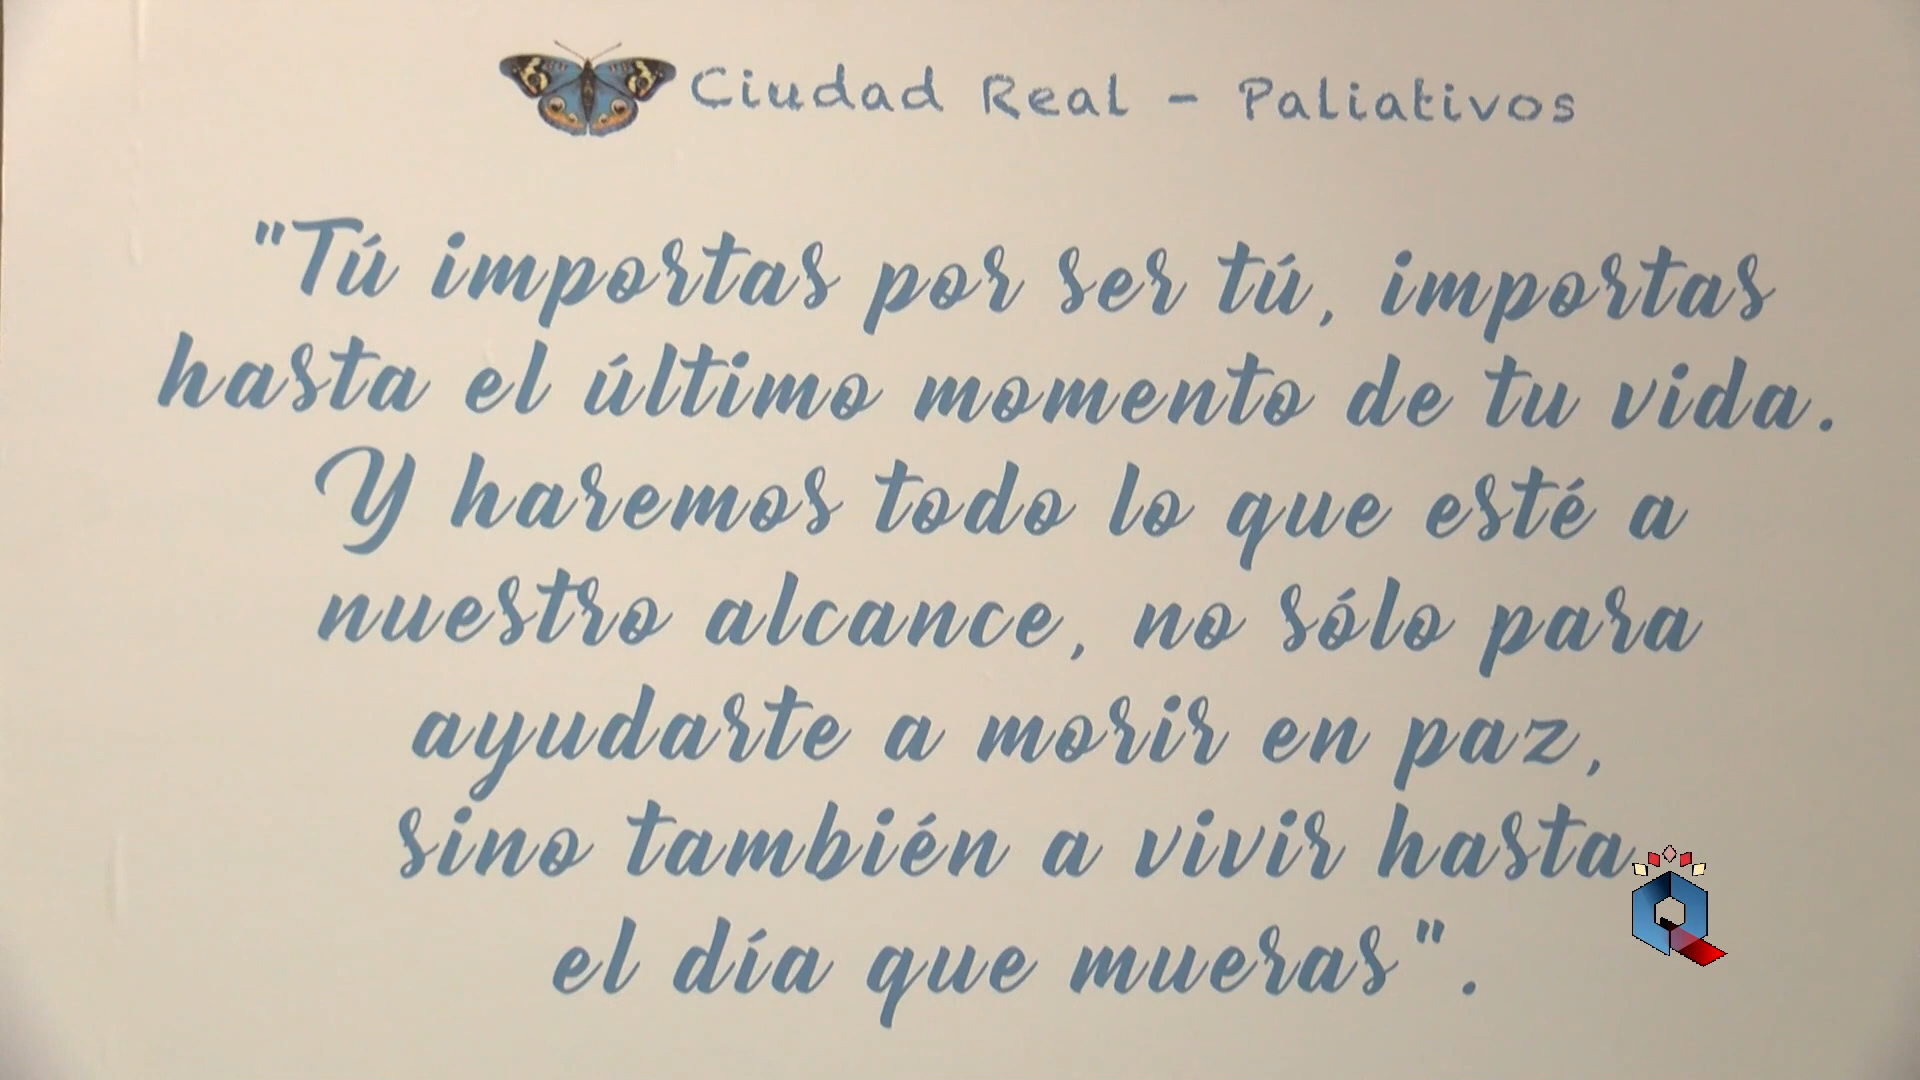 Ciudad Real - Paliativos
"Tú importas por ser tú, importas
hasta el último momento de tu vida.
Y haremos todo lo que esté a
nuestro alcance, no sólo para
ayudarte a morir en paz,
sino también a vivir hasta
el día que mueras".